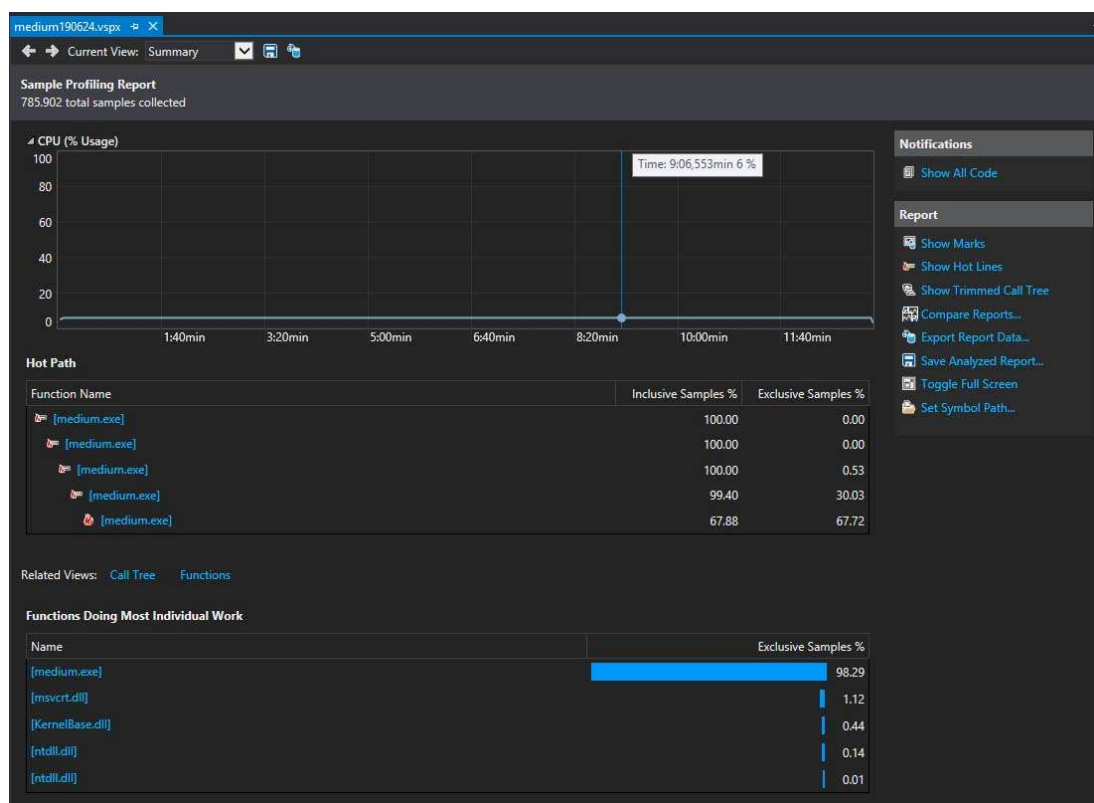 medium190624.vspx
Current View: Summary
Sample Profiling Report
785.902 total samples collected
CPU (% Usage)
100
80
60
40
20
0
Time: 9:06,553min 6 %
1:40min 3:20min 5:00min 6:40min 8:20min 10:00min 11:40min
Hot Path
Function Name Inclusive Samples % Exclusive Samples %
[medium.exe] 100.00 0.00
[medium.exe] 100.00 0.00
[medium.exe] 100.00 0.53
[medium.exe] 99.40 30.03
[medium.exe] 67.88 67.72
Related Views: Call Tree Functions
Functions Doing Most Individual Work
Name Exclusive Samples %
[medium.exe] 98.29
[msvcrt.dll] 1.12
[KernelBase.dll] 0.44
[ntdll.dll] 0.14
[ntdll.dll] 0.01
Notifications
Show All Code
Report
Show Marks
Show Hot Lines
Show Trimmed Call Tree
Compare Reports...
Export Report Data...
Save Analyzed Report...
Toggle Full Screen
Set Symbol Path...